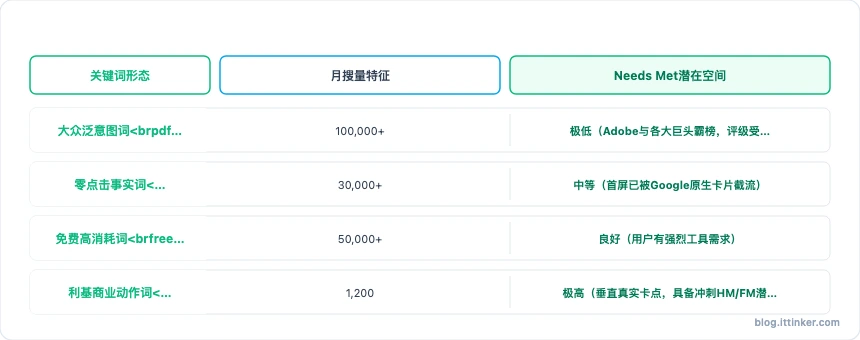 关键词形态 月搜量特征 Needs Met潜在空间
大众泛意图词<brpdf... 100,000+ 极低（Adobe与各大巨头霸榜，评级受...
零点击事实词<... 30,000+ 中等（首屏已被Google原生卡片截流）
免费高消耗词<brfree... 50,000+ 良好（用户有强烈工具需求）
利基商业动作词<... 1,200 极高（垂直真实卡点，具备冲刺HM/FM潜...
blog.ittinker.com